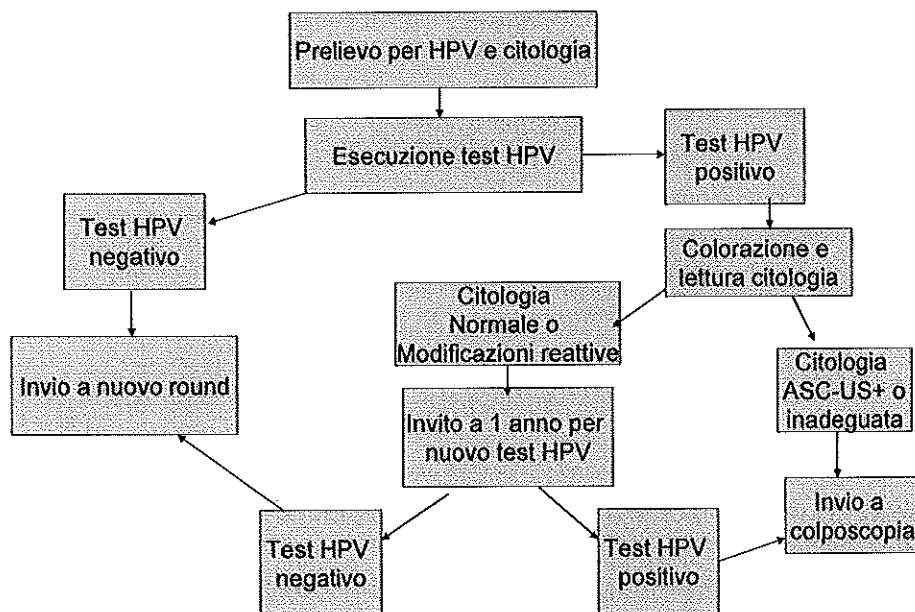 Prelievo per HPV e citologia
Esecuzione test HPV
Test HPV
positivo
Test HPV
negativo
Colorazione e
lettura citologia
Citologia
Normale o
Modificazioni reattive
Invio a nuovo round
Citologia
ASC-US+ o
inadeguata
Invito a 1 anno per
nuovo test HPV
Invio a
colposcopia
Test HPV
negativo
Test HPV
positivo